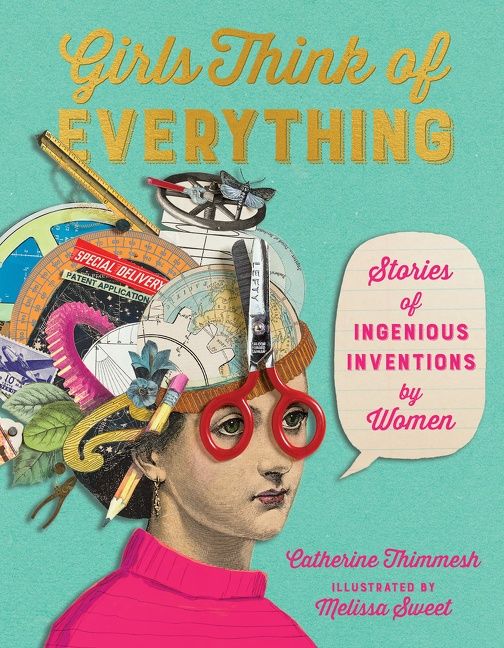 Girls Think of
EVERYTHING
SPECIAL DELIVERY
PATENT APPLICATION
LEFTY
Stories
of
INGENIOUS
INVENTIONS
by
Women
Catherine Thimmesh
ILLUSTRATED BY
Melissa Sweet